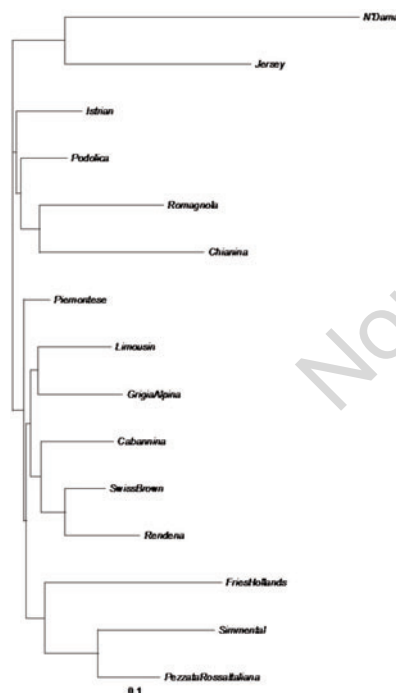 N'Dama
Jersey
Istrian
Podolica
Romagnola
Chianina
Piemontese
Limousin
GrigiaAlpina
Cabannina
SwissBrown
Rendena
FriesHollands
Simmental
PezzataRossaItaliana
0.1